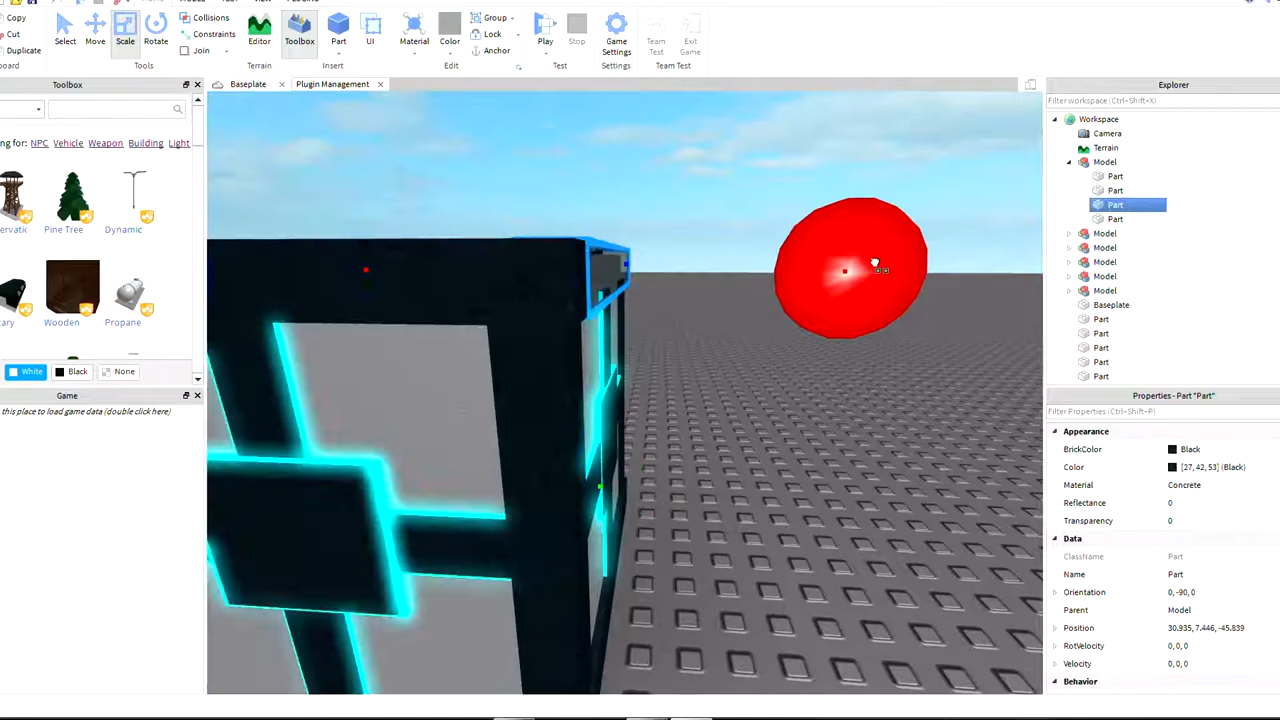 MODEL
VIEW
PLUGINS
Copy
Cut
Duplicate
Select
Move
Scale
Rotate
Tools
Collisions
Constraints
Join
Editor
Terrain
Toolbox
Part
UI
Insert
Material
Color
Group
Lock
Anchor
Edit
Play
Stop
Test
Game
Settings
Settings
Team
Test
Exit
Game
Team Test
Toolbox
Baseplate
Plugin Management
Explorer
Filter workspace (Ctrl+Shift+X)
NPC Vehicle Weapon Building Light
Pine Tree
Dynamic
Wooden
Propane
White
Black
None
Game
this place to load game data (double click here)
Workspace
Camera
Terrain
Model
Part
Part
Part
Part
Model
Model
Model
Model
Model
Baseplate
Part
Part
Part
Part
Part
Properties - Part "Part"
Filter Properties (Ctrl+Shift+P)
Appearance
BrickColor Black
Color [27, 42, 53] (Black)
Material Concrete
Reflectance 0
Transparency 0
Data
ClassName Part
Name Part
Orientation 0, -90, 0
Parent Model
Position 30.935, 7.446, -45.839
RotVelocity 0, 0, 0
Velocity 0, 0, 0
Behavior